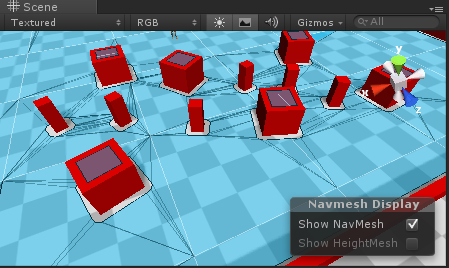 Scene
Textured RGB Gizmos All
y
x
z
Navmesh Display
Show NavMesh
Show HeightMesh